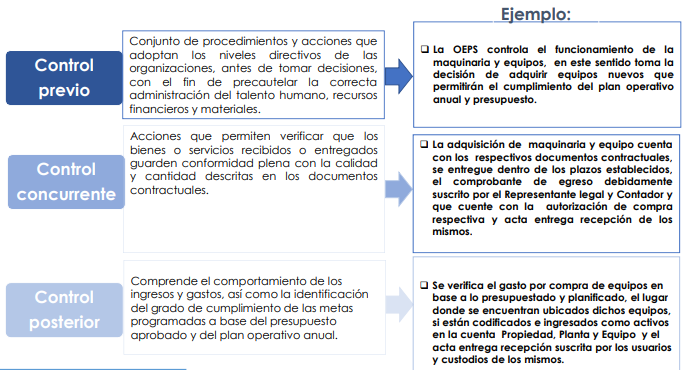 Ejemplo:
Control
previo
Conjunto de procedimientos y acciones que
adoptan los niveles directivos de las
organizaciones, antes de tomar decisiones,
con el fin de precautelar la correcta
administración del talento humano, recursos
financieros y materiales.
❑ La OEPS controla el funcionamiento de la
maquinaria y equipos, en este sentido toma la
decisión de adquirir equipos nuevos que
permitirán el cumplimiento del plan operativo
anual y presupuesto.
Control
concurrente
Acciones que permiten verificar que los
bienes o servicios recibidos o entregados
guarden conformidad plena con la calidad
y cantidad descritas en los documentos
contractuales.
❑ La adquisición de maquinaria y equipo cuenta
con los respectivos documentos contractuales,
se entregue dentro de los plazos establecidos,
el comprobante de egreso debidamente
suscrito por el Representante legal y Contador y
que cuente con la autorización de compra
respectiva y acta entrega recepción de los
mismos.
Control
posterior
Comprende el comportamiento de los
ingresos y gastos, así como la identificación
del grado de cumplimiento de las metas
programadas a base del presupuesto
aprobado y del plan operativo anual.
❑ Se verifica el gasto por compra de equipos en
base a lo presupuestado y planificado, el lugar
donde se encuentran ubicados dichos equipos,
si están codificados e ingresados como activos
en la cuenta Propiedad, Planta y Equipo y el
acta entrega recepción suscrita por los usuarios
y custodios de los mismos.